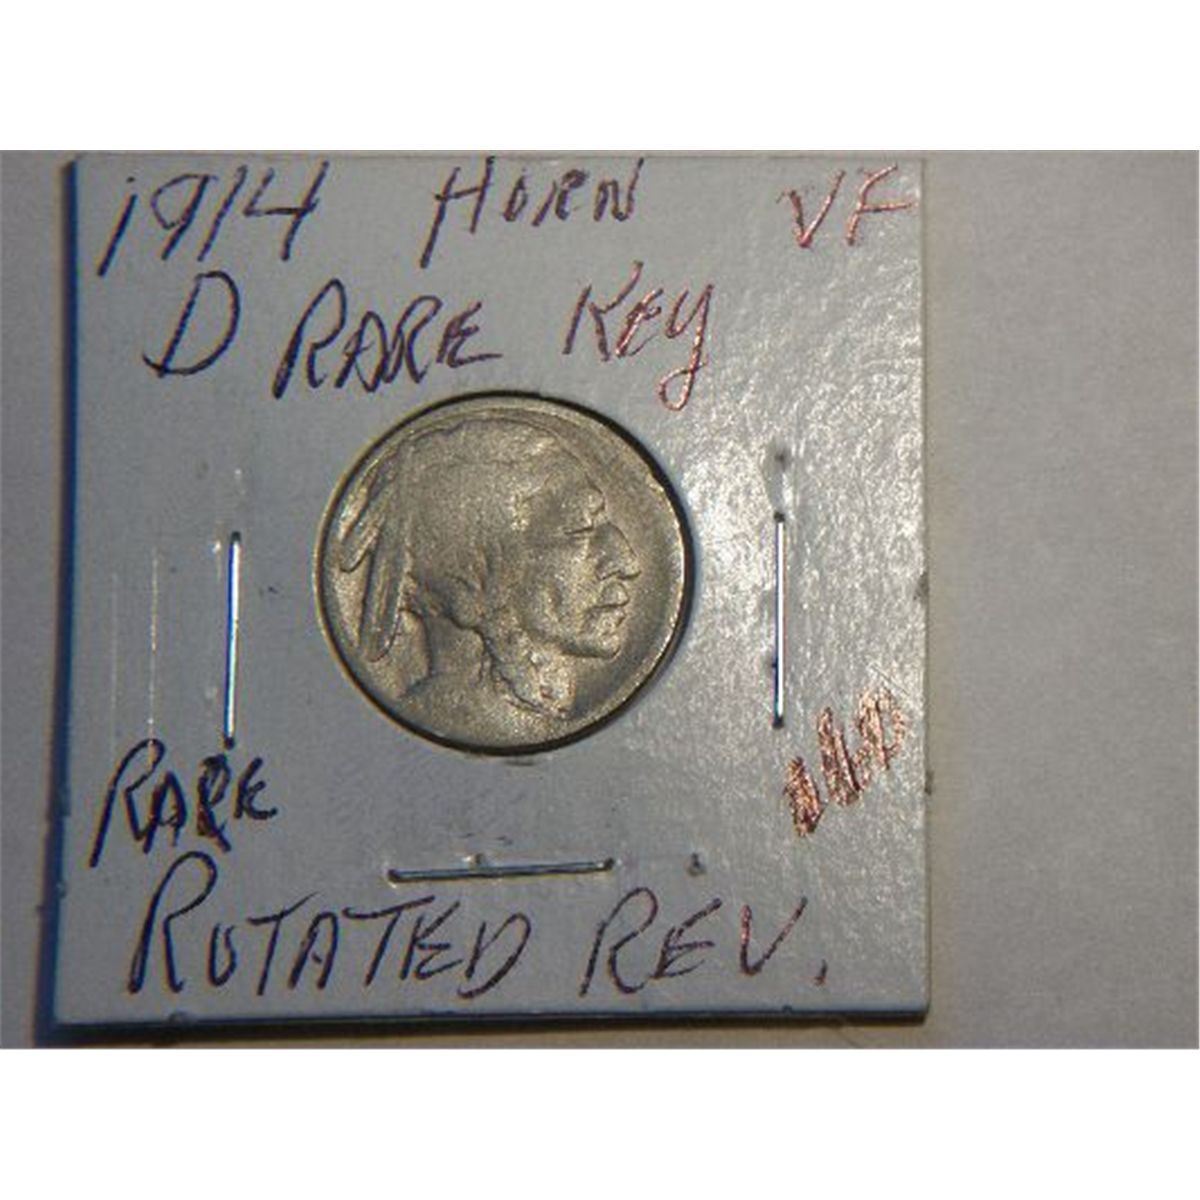 1914 HORN VF
D RARE KEY
RARE
ROTATED REV.